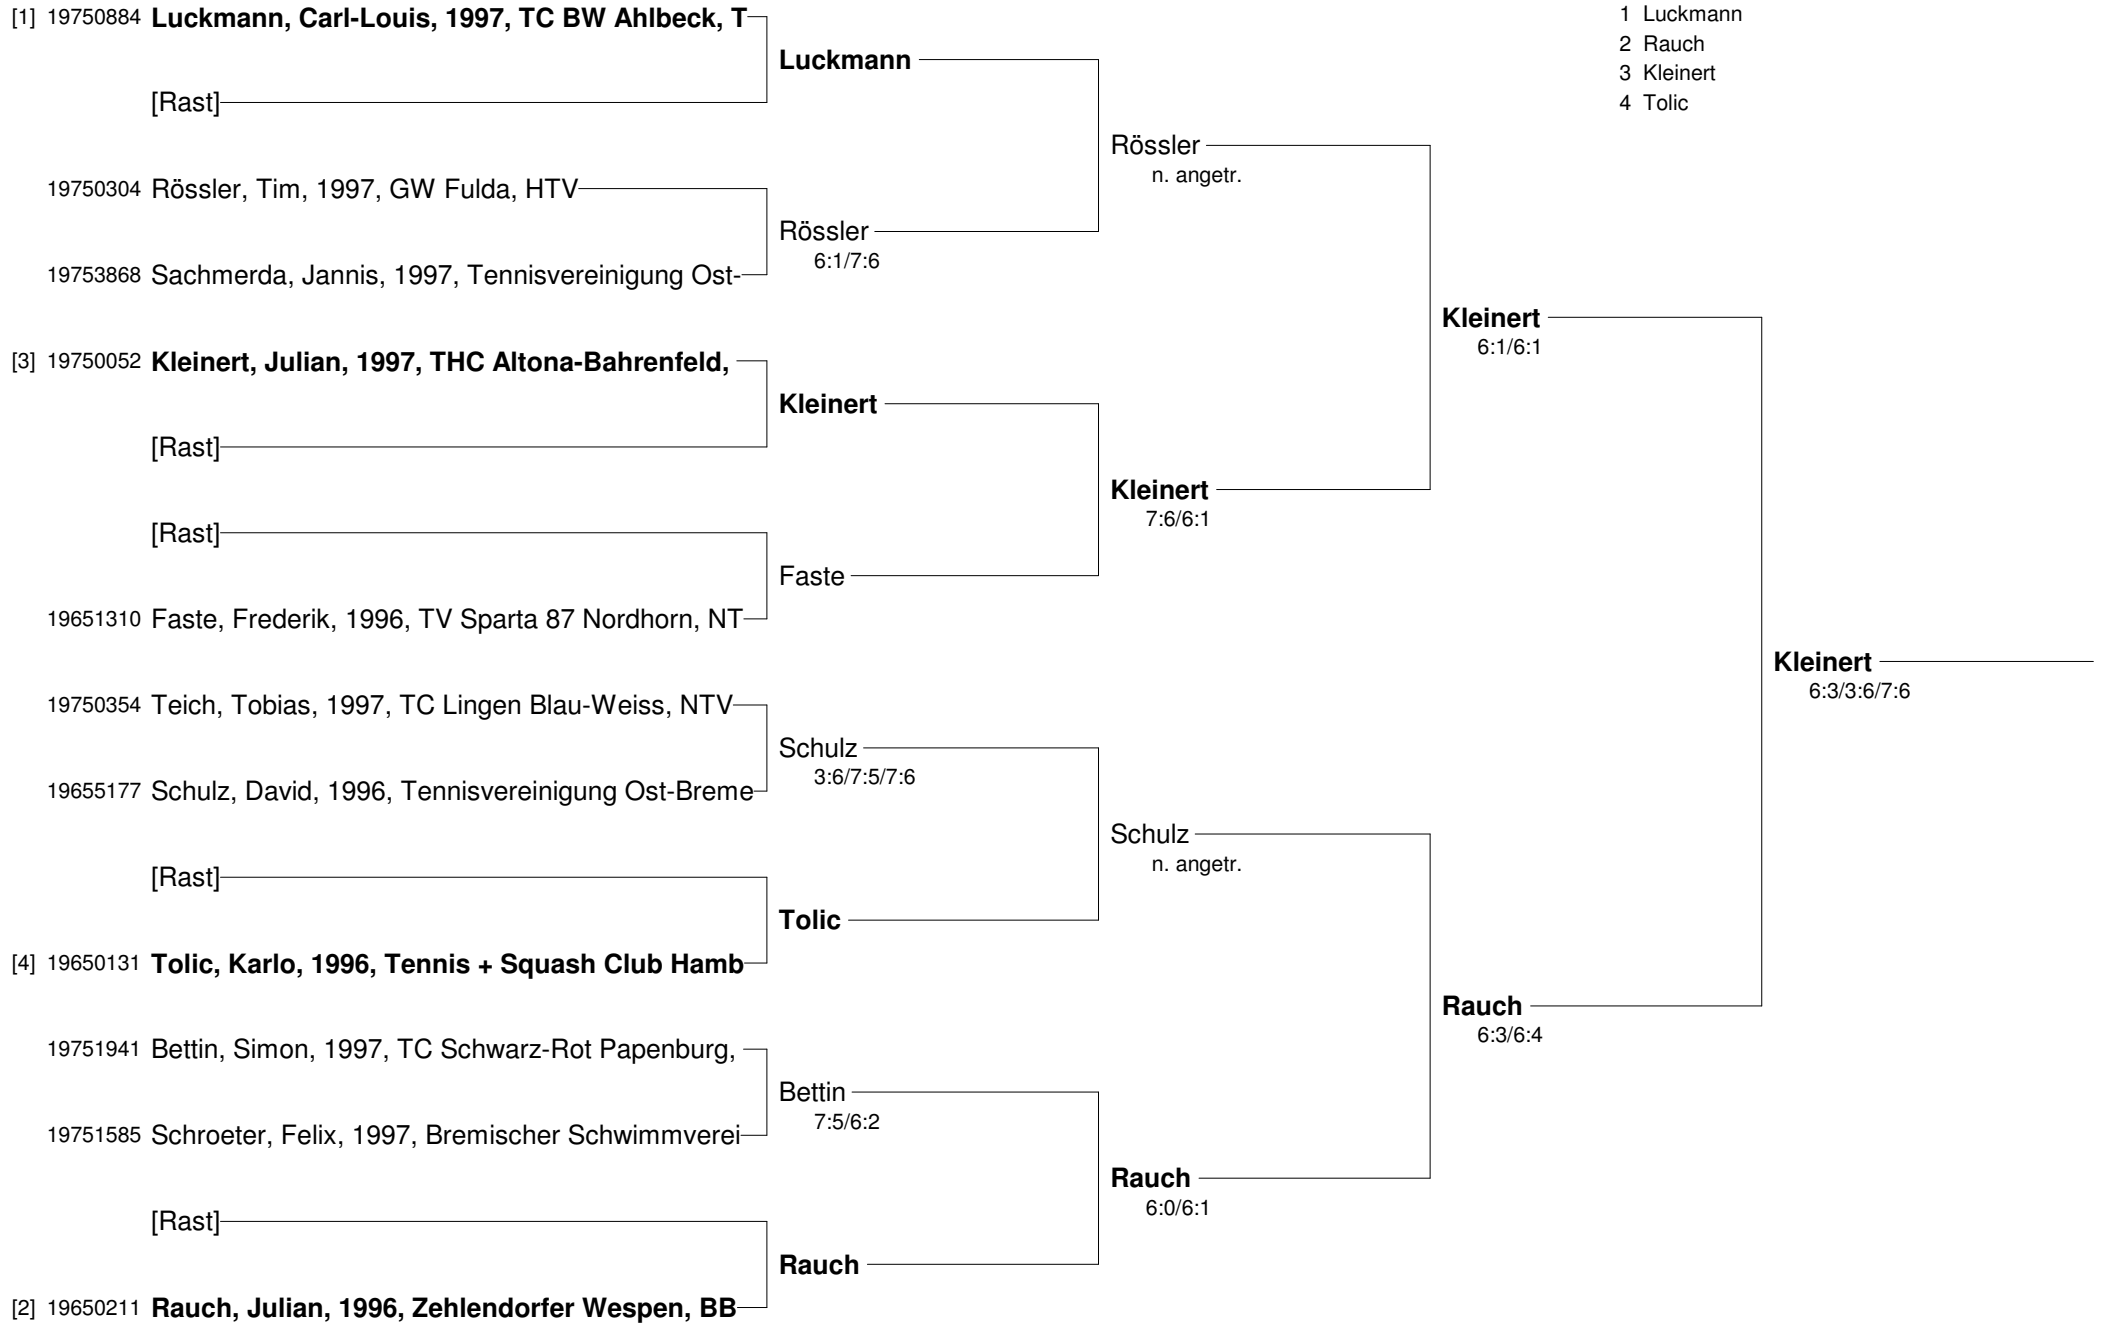 [1] 19750884 Luckmann, Carl-Louis, 1997, TC BW Ahlbeck, T
[Rast]
19750304 Rössler, Tim, 1997, GW Fulda, HTV
19753868 Sachmerda, Jannis, 1997, Tennisvereinigung Ost-
[3] 19750052 Kleinert, Julian, 1997, THC Altona-Bahrenfeld,
[Rast]
[Rast]
19651310 Faste, Frederik, 1996, TV Sparta 87 Nordhorn, NT
19750354 Teich, Tobias, 1997, TC Lingen Blau-Weiss, NTV
19655177 Schulz, David, 1996, Tennisvereinigung Ost-Breme
[Rast]
[4] 19650131 Tolic, Karlo, 1996, Tennis + Squash Club Hamb
19751941 Bettin, Simon, 1997, TC Schwarz-Rot Papenburg,
19751585 Schroeter, Felix, 1997, Bremischer Schwimmverei
[Rast]
[2] 19650211 Rauch, Julian, 1996, Zehlendorfer Wespen, BB
Luckmann
Rössler
6:1/7:6
Kleinert
Faste
Schulz
3:6/7:5/7:6
Tolic
Bettin
7:5/6:2
Rauch
Rössler
n. angetr.
Kleinert
7:6/6:1
Schulz
n. angetr.
Rauch
6:0/6:1
Kleinert
6:1/6:1
Rauch
6:3/6:4
Kleinert
6:3/3:6/7:6
1 Luckmann
2 Rauch
3 Kleinert
4 Tolic